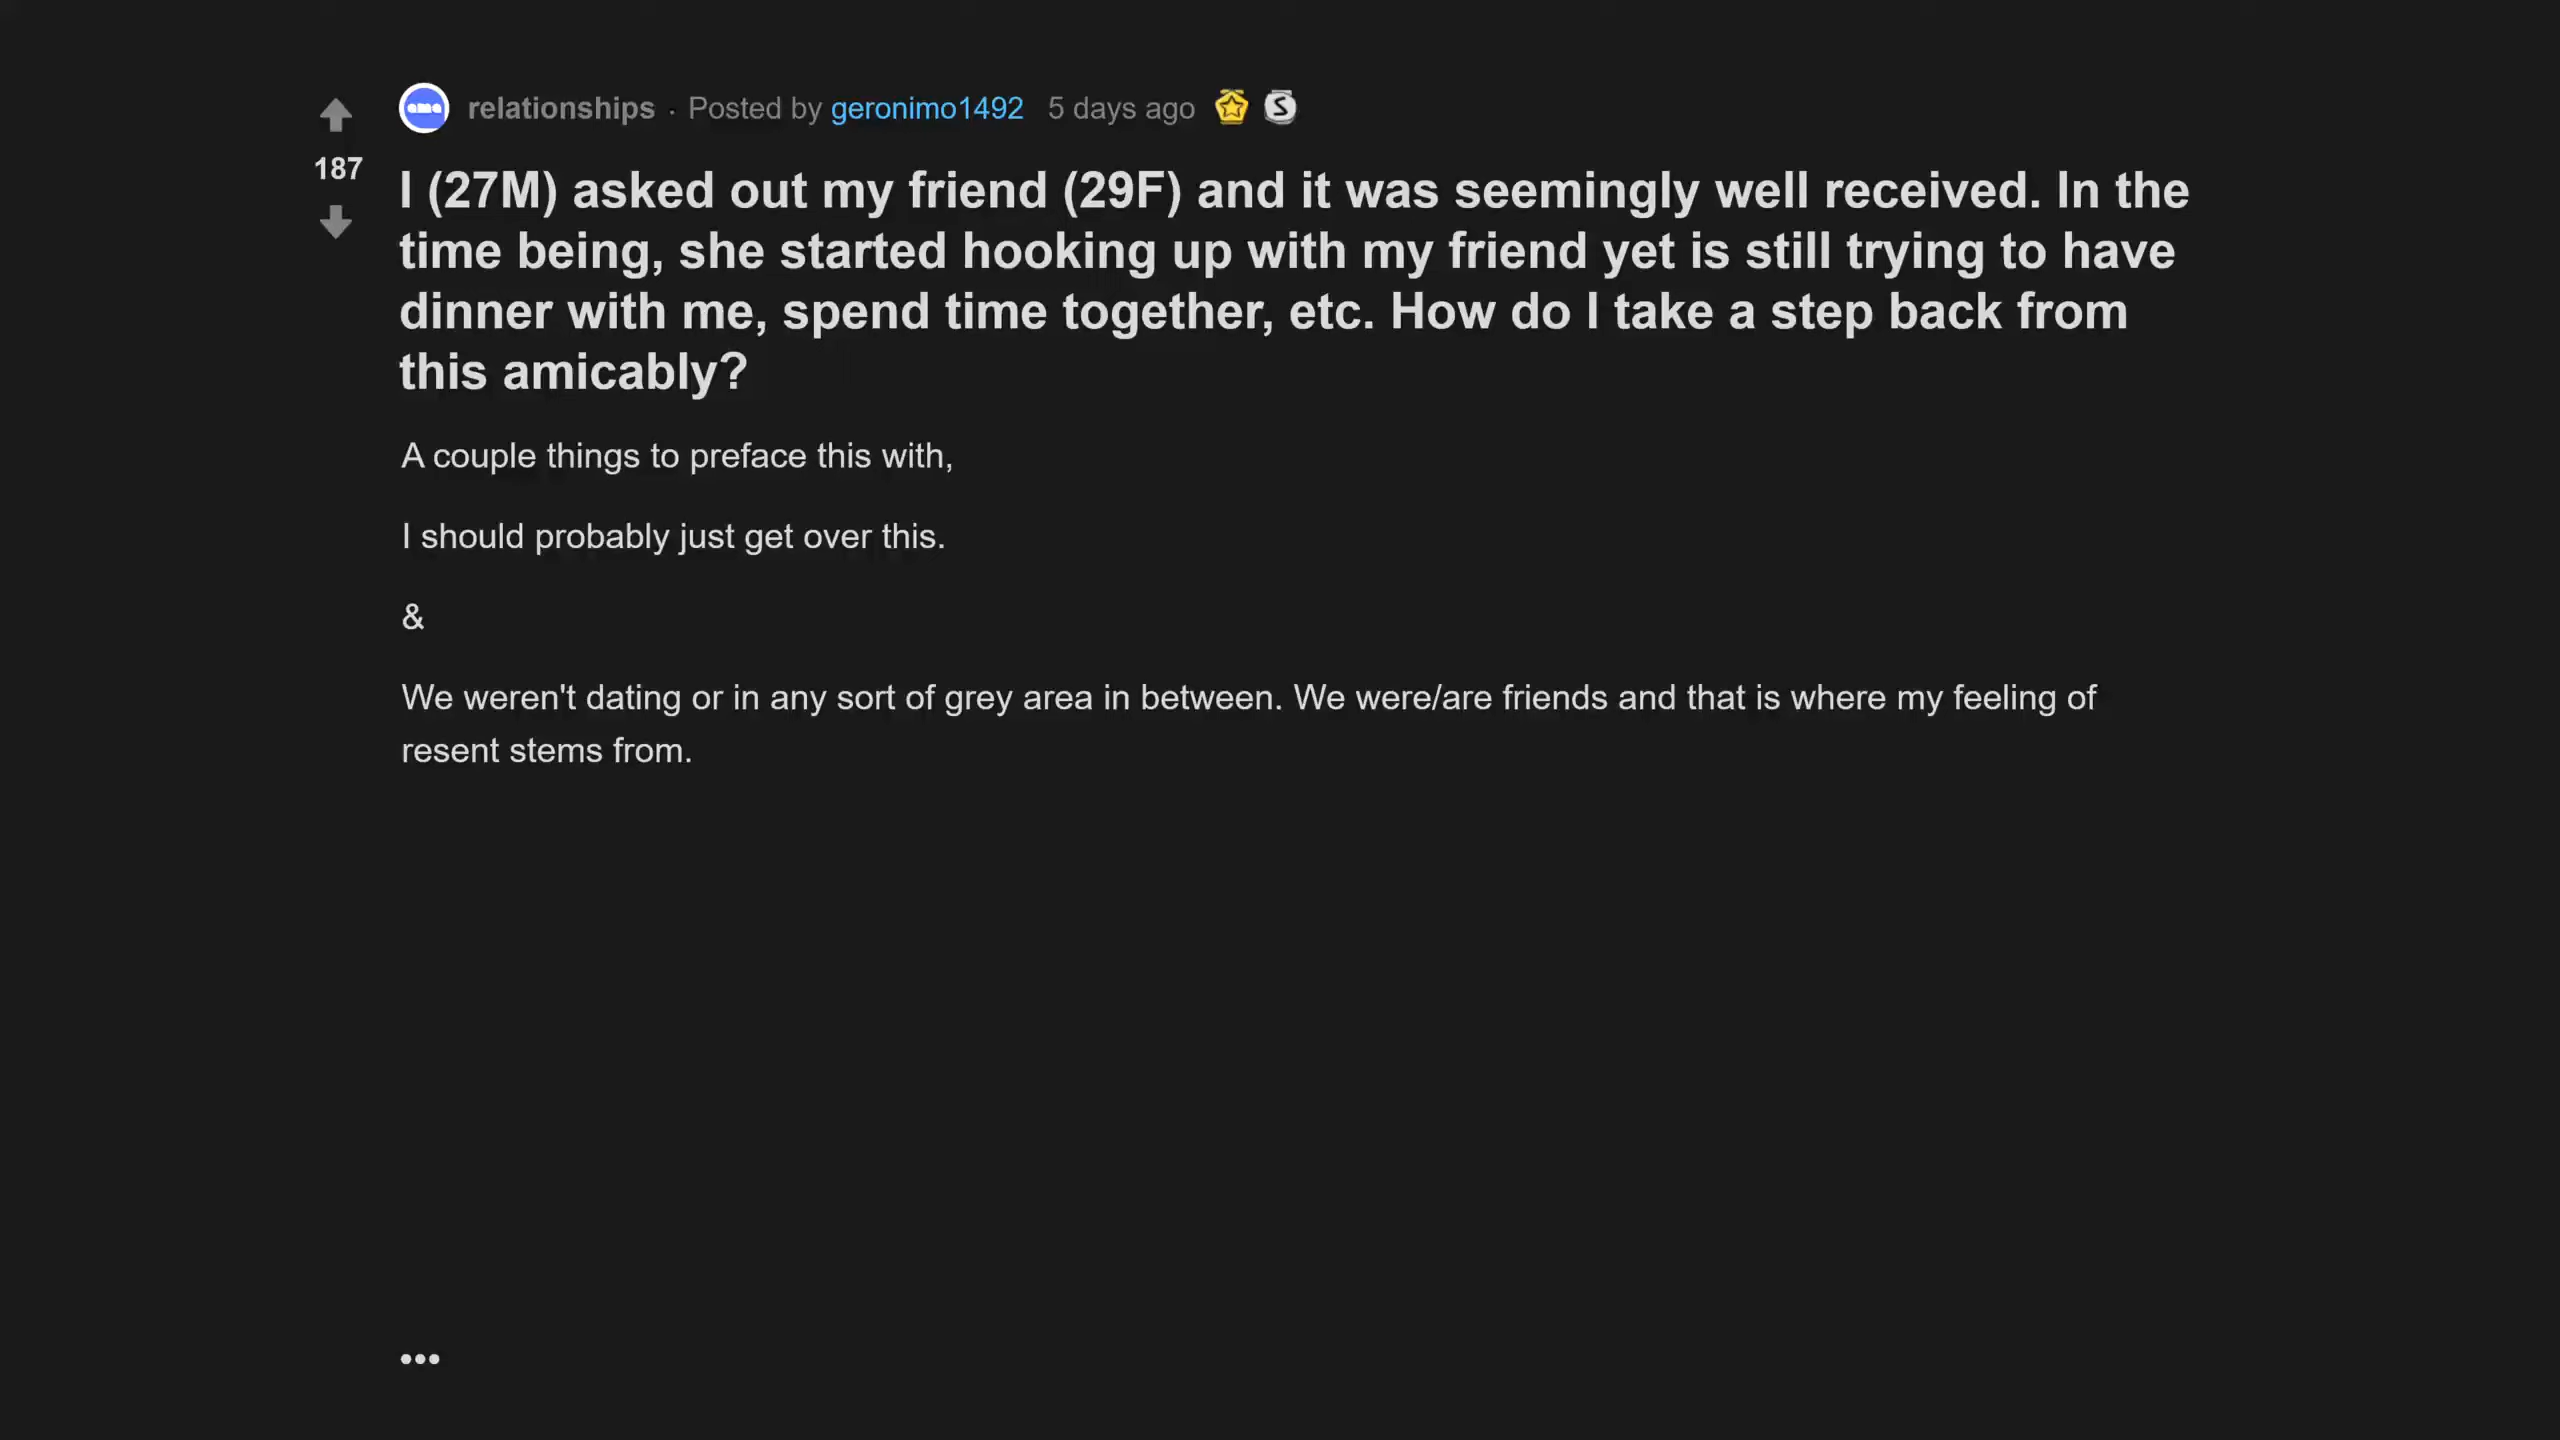 relationships · Posted by geronimo1492 5 days ago
187
I (27M) asked out my friend (29F) and it was seemingly well received. In the
time being, she started hooking up with my friend yet is still trying to have
dinner with me, spend time together, etc. How do I take a step back from
this amicably?
A couple things to preface this with,
I should probably just get over this.
&
We weren't dating or in any sort of grey area in between. We were/are friends and that is where my feeling of
resent stems from.